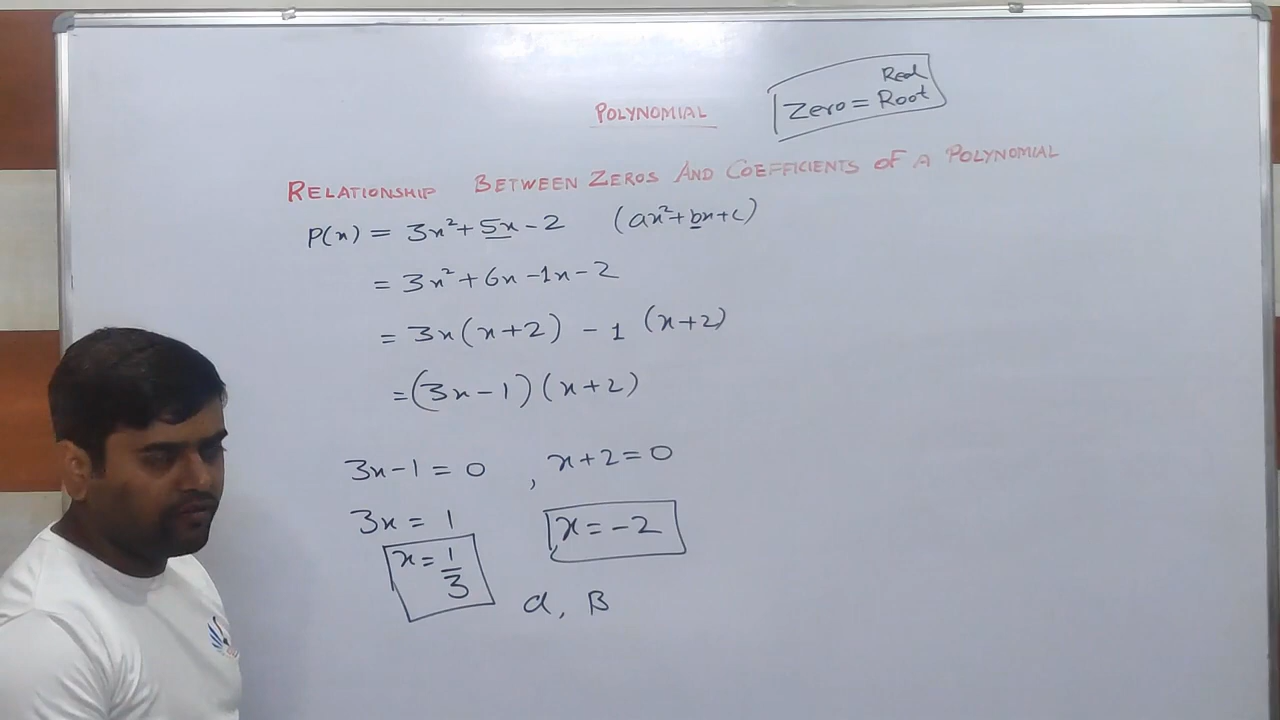 POLYNOMIAL
Real
Zero = Root
RELATIONSHIP BETWEEN ZEROS AND COEFFICIENTS OF A POLYNOMIAL
P(x) = 3x² + 5x - 2 (ax² + bx + c)
= 3x² + 6x - 1x - 2
= 3x(x+2) - 1 (x+2)
= (3x - 1)(x + 2)
3x - 1 = 0 , x + 2 = 0
3x = 1 x = -2
x = 1/3
α, β